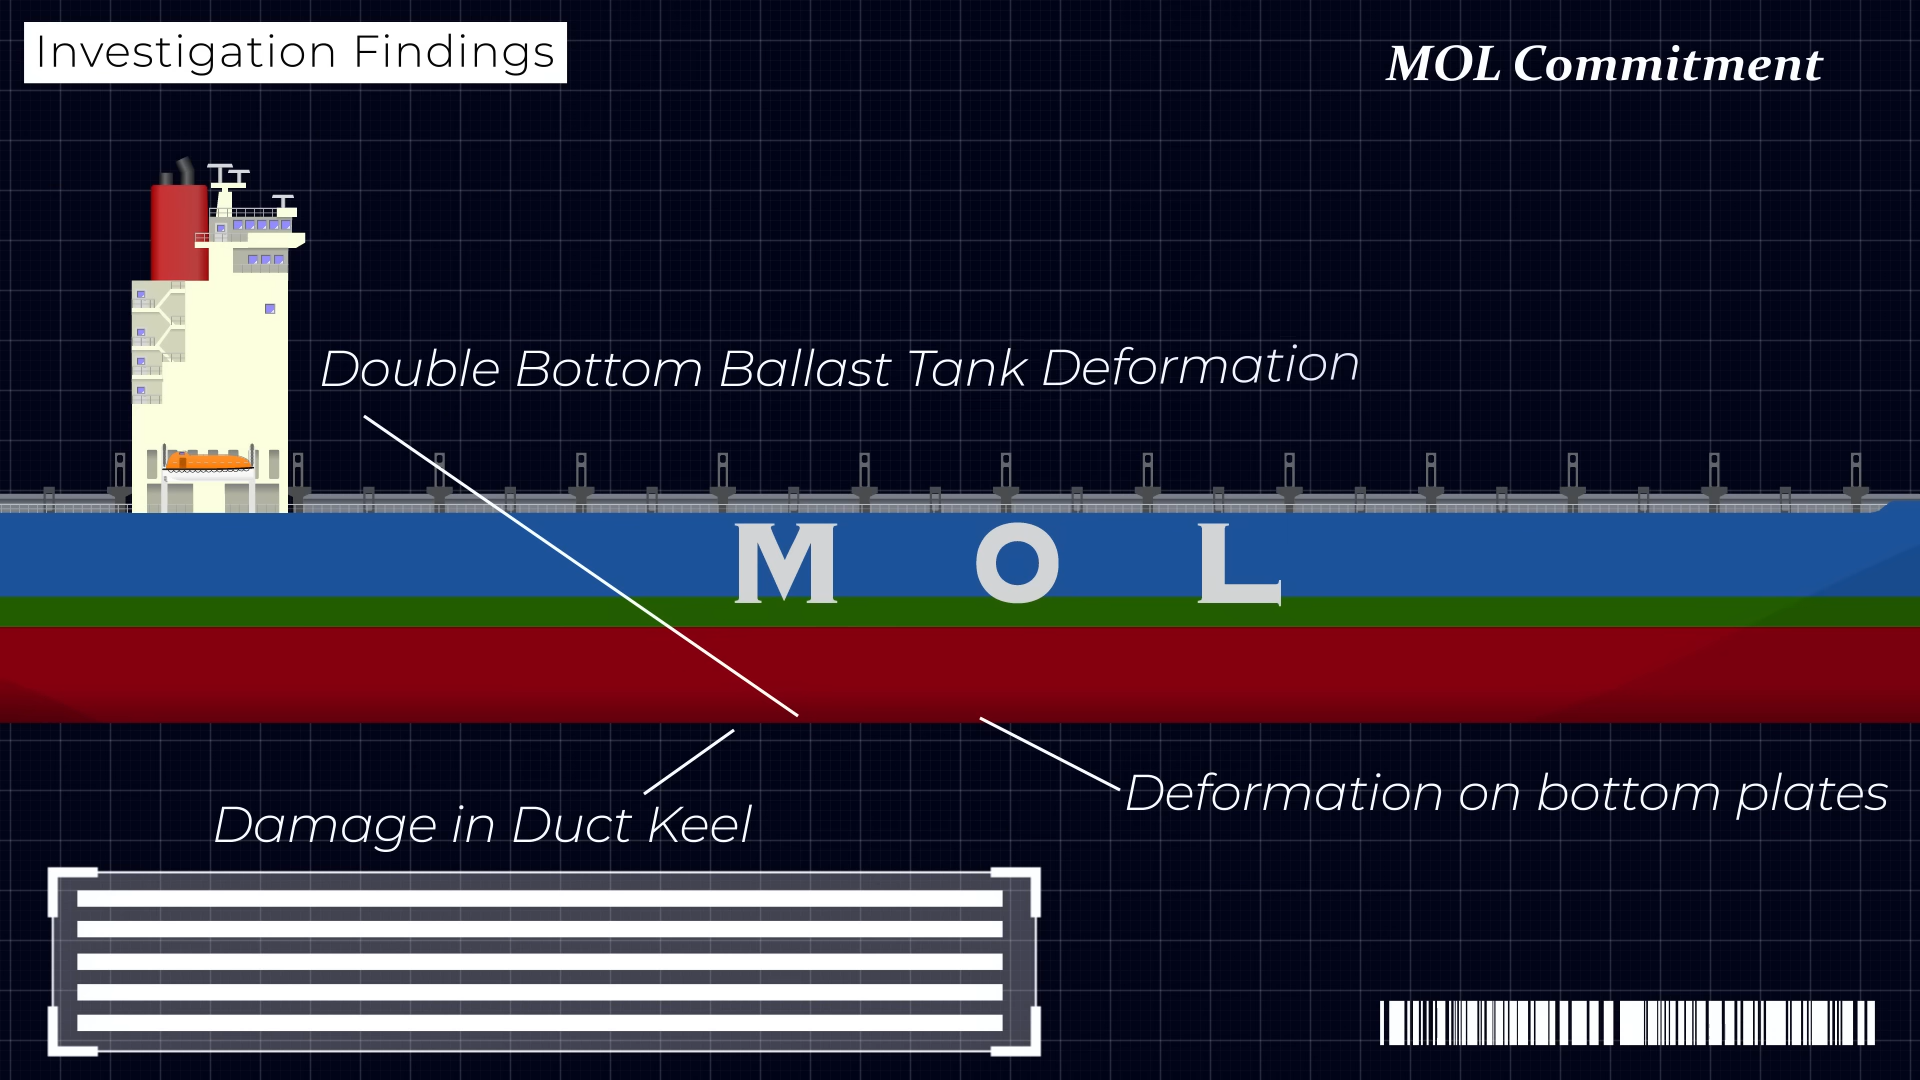 Investigation Findings
MOL Commitment
Double Bottom Ballast Tank Deformation
M O L
Deformation on bottom plates
Damage in Duct Keel